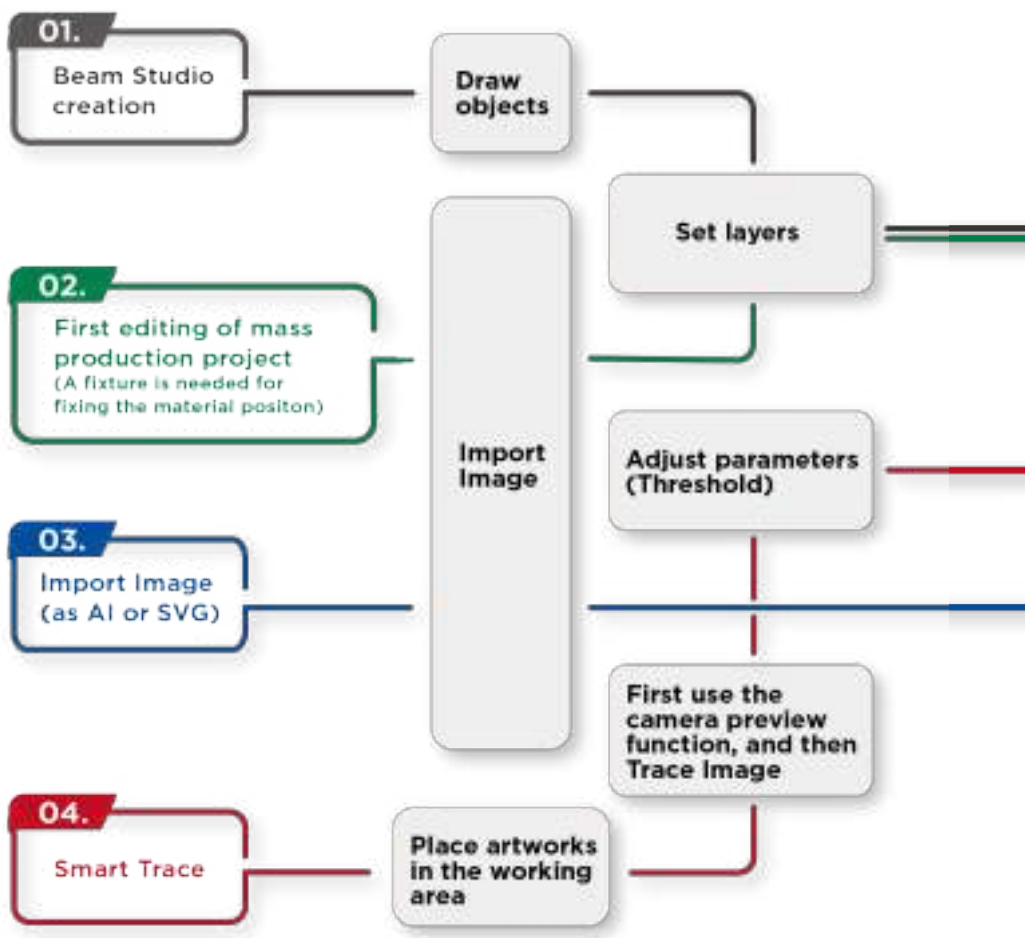 01.
Beam Studio
creation
Draw
objects
Set layers
02.
First editing of mass
production project
(A fixture is needed for
fixing the material positon)
Import
Image
Adjust parameters
(Threshold)
03.
Import Image
(as AI or SVG)
First use the
camera preview
function, and then
Trace Image
04.
Smart Trace
Place artworks
in the working
area